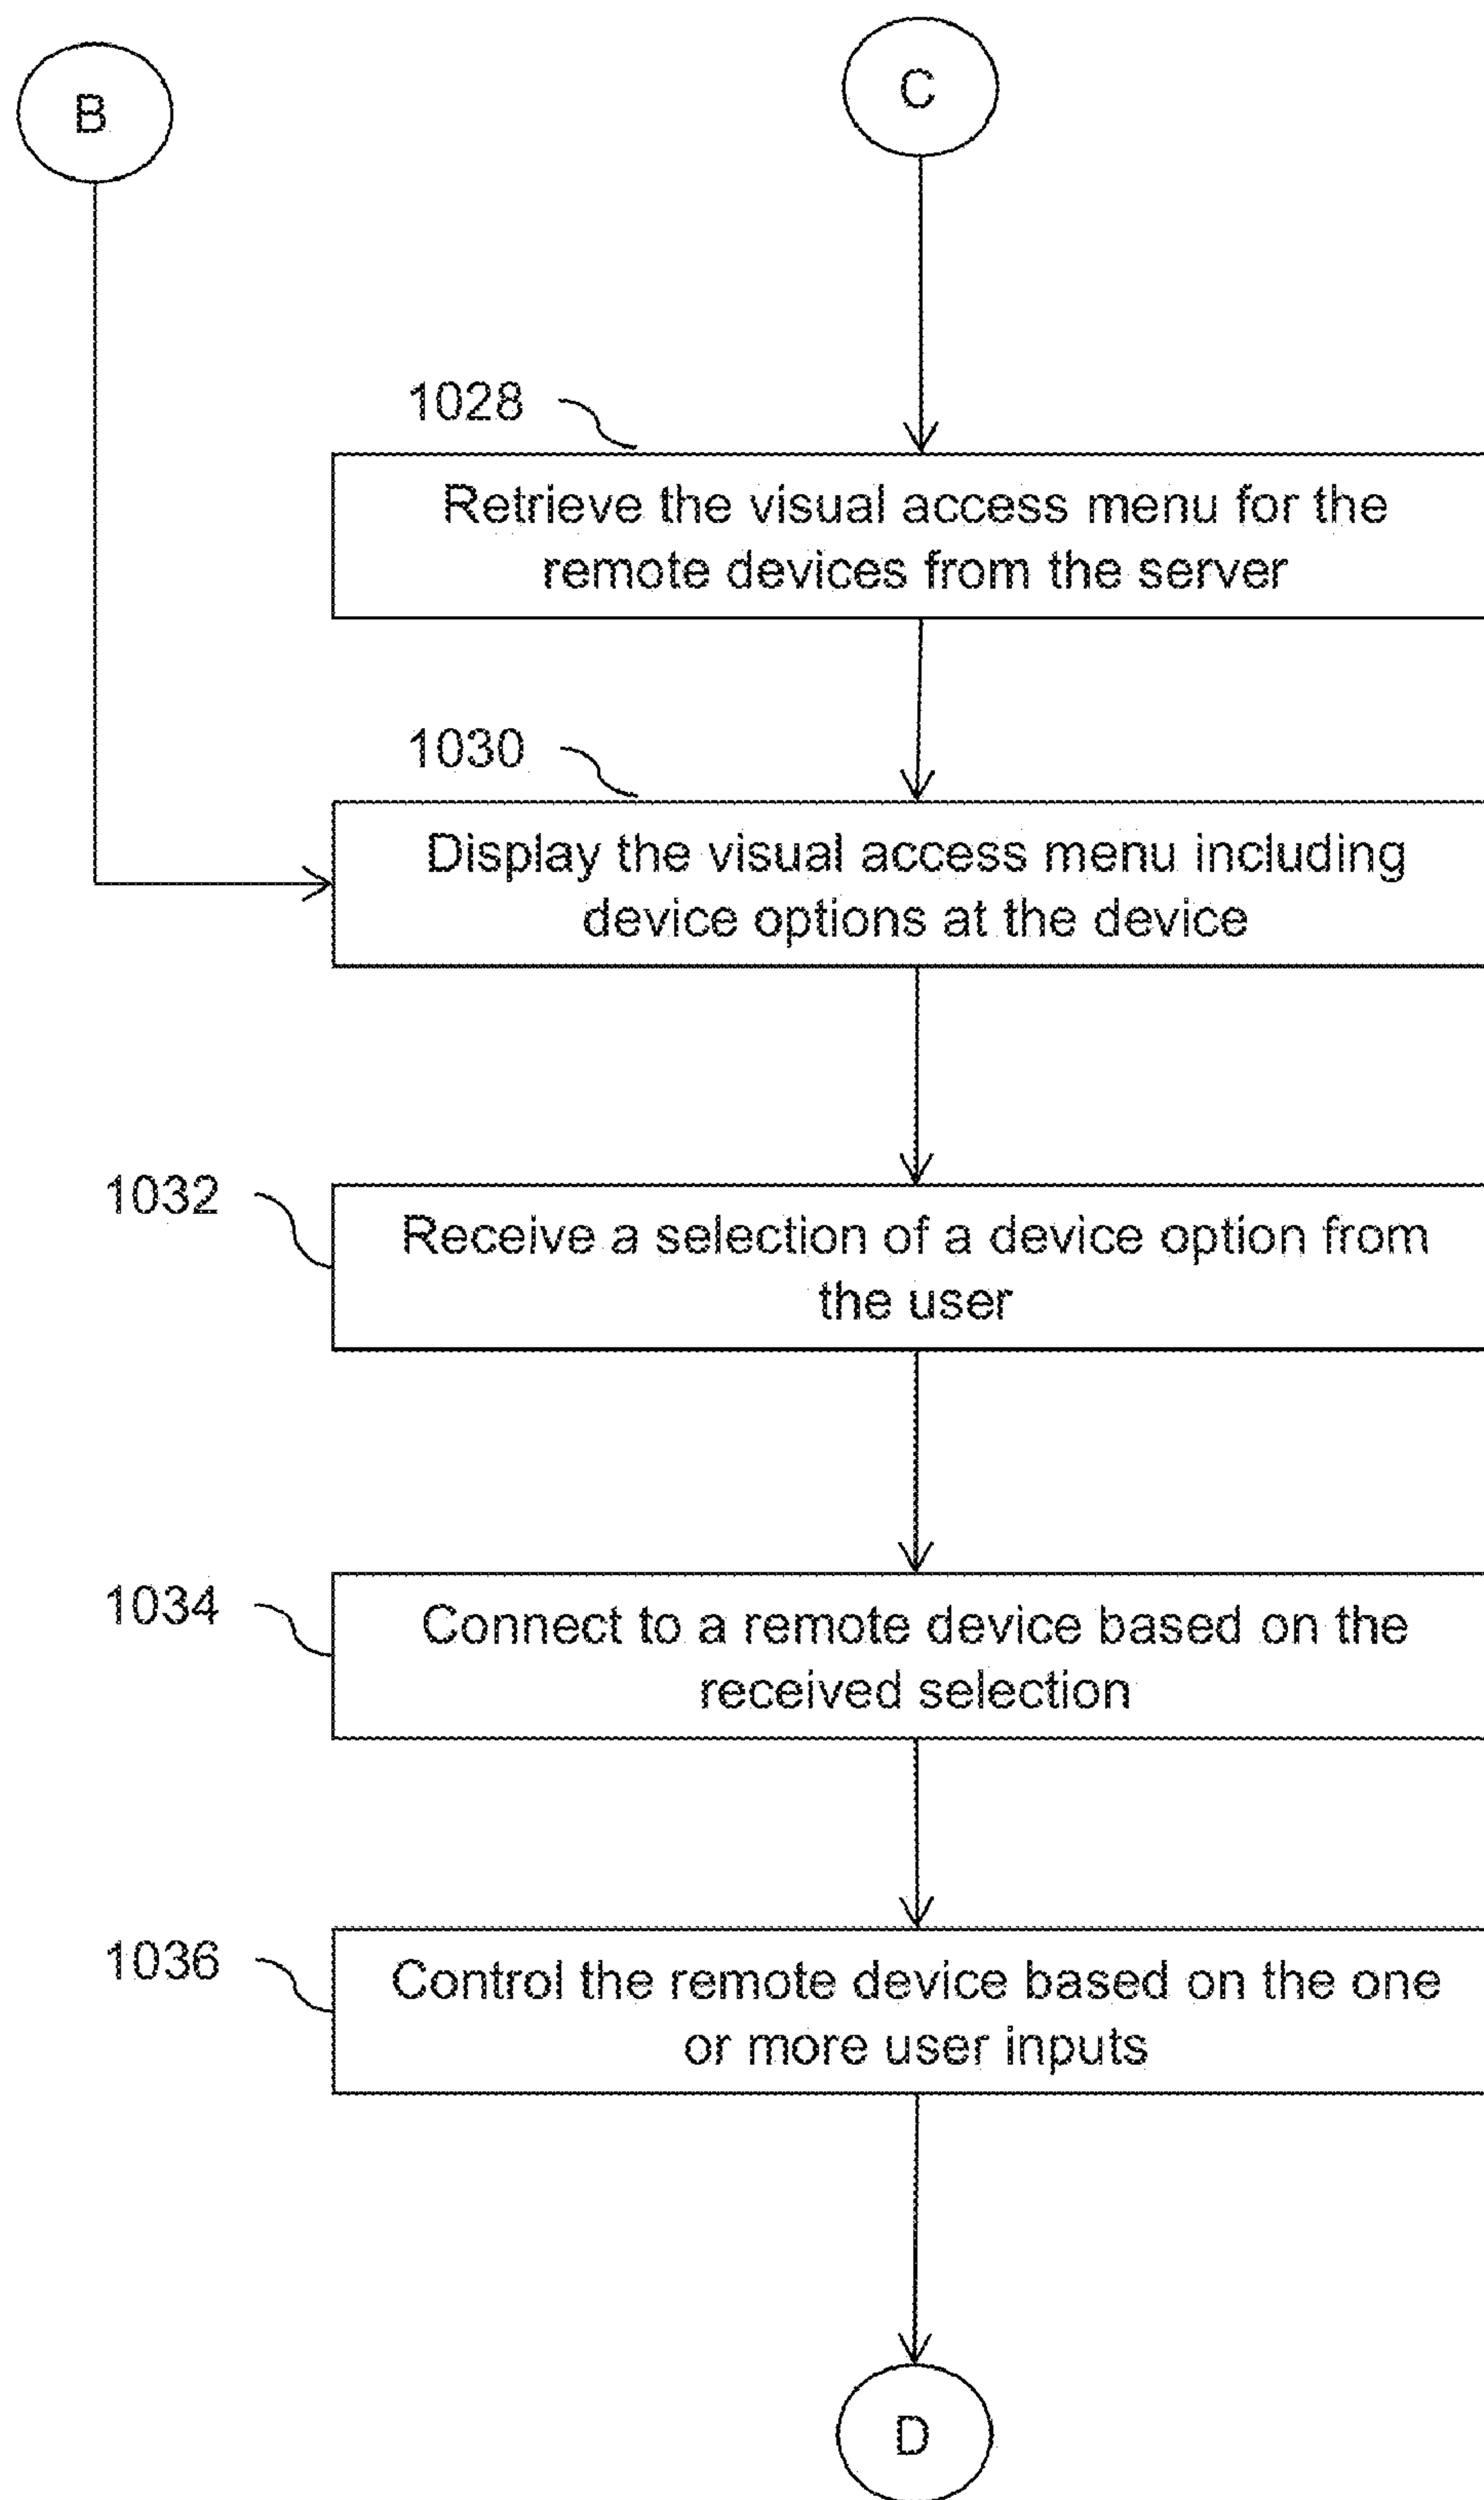 B
C
1028
Retrieve the visual access menu for the
remote devices from the server
1030
Display the visual access menu including
device options at the device
1032
Receive a selection of a device option from
the user
1034
Connect to a remote device based on the
received selection
1036
Control the remote device based on the one
or more user inputs
D